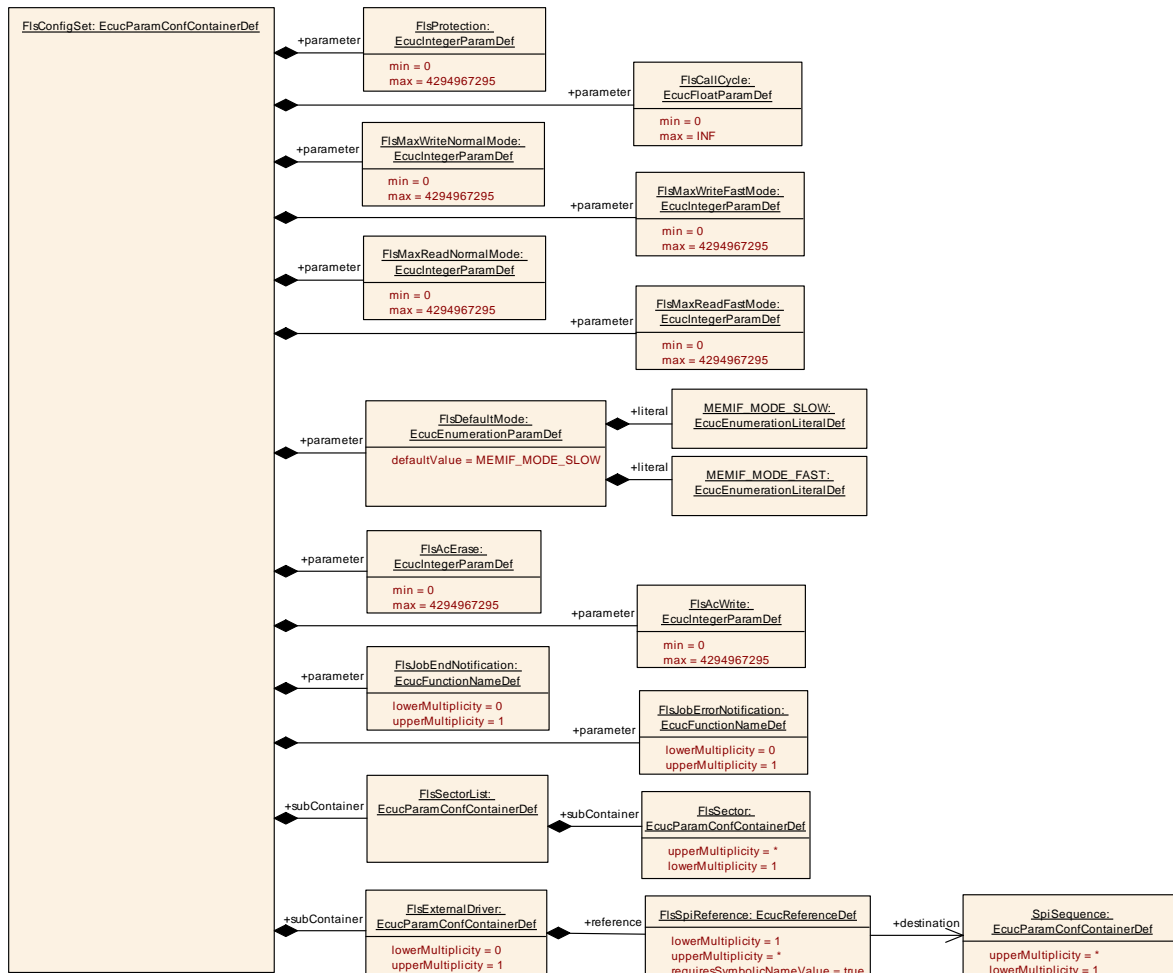 FlsConfigSet: EcucParamConfContainerDef
FlsProtection:
EcucIntegerParamDef
+parameter
min = 0
max = 4294967295
FlsCallCycle:
EcucFloatParamDef
+parameter
min = 0
max = INF
FlsMaxWriteNormalMode:
EcucIntegerParamDef
+parameter
min = 0
max = 4294967295
FlsMaxWriteFastMode:
EcucIntegerParamDef
+parameter
min = 0
max = 4294967295
FlsMaxReadNormalMode:
EcucIntegerParamDef
+parameter
min = 0
max = 4294967295
FlsMaxReadFastMode:
EcucIntegerParamDef
+parameter
min = 0
max = 4294967295
FlsDefaultMode:
EcucEnumerationParamDef
+parameter
defaultValue = MEMIF_MODE_SLOW
+literal
MEMIF_MODE_SLOW:
EcucEnumerationLiteralDef
+literal
MEMIF_MODE_FAST:
EcucEnumerationLiteralDef
FlsAcErase:
EcucIntegerParamDef
+parameter
min = 0
max = 4294967295
FlsAcWrite:
EcucIntegerParamDef
+parameter
min = 0
max = 4294967295
FlsJobEndNotification:
EcucFunctionNameDef
+parameter
lowerMultiplicity = 0
upperMultiplicity = 1
FlsJobErrorNotification:
EcucFunctionNameDef
+parameter
lowerMultiplicity = 0
upperMultiplicity = 1
+subContainer
FlsSectorList:
EcucParamConfContainerDef
+subContainer
FlsSector:
EcucParamConfContainerDef
upperMultiplicity = *
lowerMultiplicity = 1
+subContainer
FlsExternalDriver:
EcucParamConfContainerDef
lowerMultiplicity = 0
upperMultiplicity = 1
+reference
FlsSpiReference: EcucReferenceDef
lowerMultiplicity = 1
upperMultiplicity = *
requiresSymbolicNameValue = true
+destination
SpiSequence:
EcucParamConfContainerDef
upperMultiplicity = *
lowerMultiplicity = 1